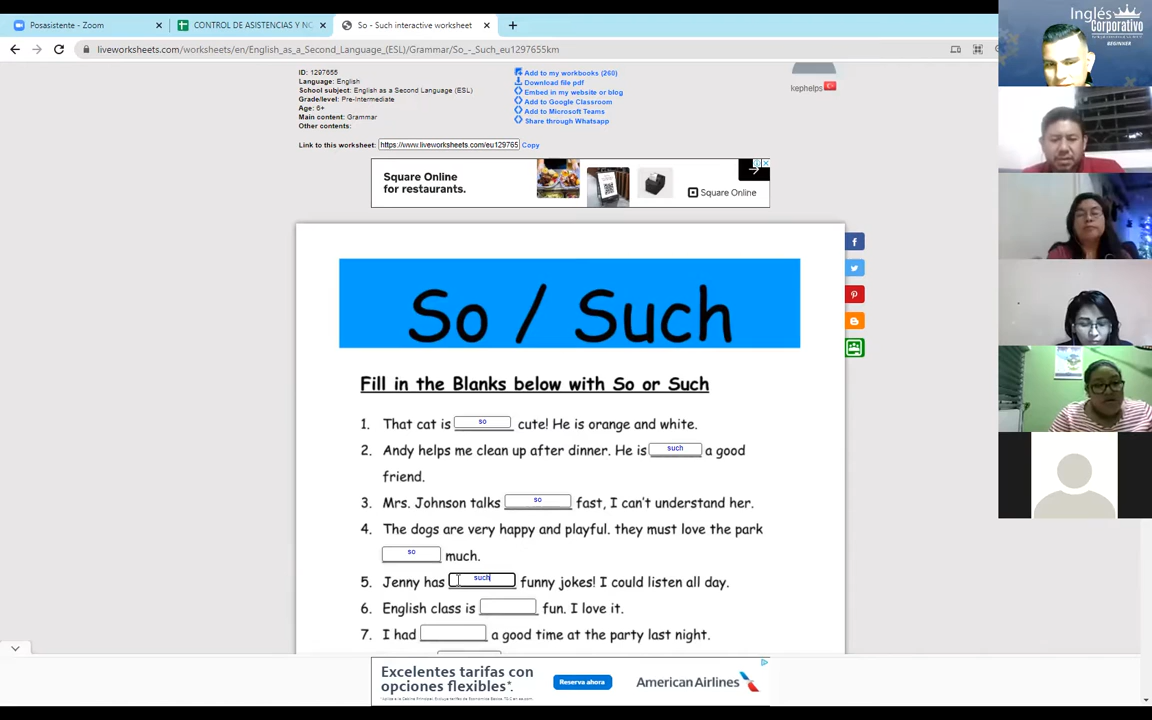 Posasistente - Zoom
CONTROL DE ASISTENCIAS Y NO
So - Such interactive worksheet
liveworksheets.com/worksheets/en/English_as_a_Second_Language_(ESL)/Grammar/So_-_Such_eu1297655km
ID: 1297655
Language: English
School subject: English as a Second Language (ESL)
Grade/level: Pre-Intermediate
Age: 6+
Main content: Grammar
Other contents:
Add to my workbooks (260)
Download file pdf
Embed in my website or blog
Add to Google Classroom
Add to Microsoft Teams
Share through Whatsapp
Link to this worksheet: https://www.liveworksheets.com/eu129765 Copy
kephelps
Square Online
for restaurants.
Square Online
So / Such
Fill in the Blanks below with So or Such
1. That cat is so cute! He is orange and white.
2. Andy helps me clean up after dinner. He is such a good
friend.
3. Mrs. Johnson talks so fast, I can't understand her.
4. The dogs are very happy and playful. they must love the park
so much.
5. Jenny has such funny jokes! I could listen all day.
6. English class is fun. I love it.
7. I had a good time at the party last night.
Excelentes tarifas con
opciones flexibles*.
Reserva ahora
American Airlines
Inglés
Corporativo
BEGINNER